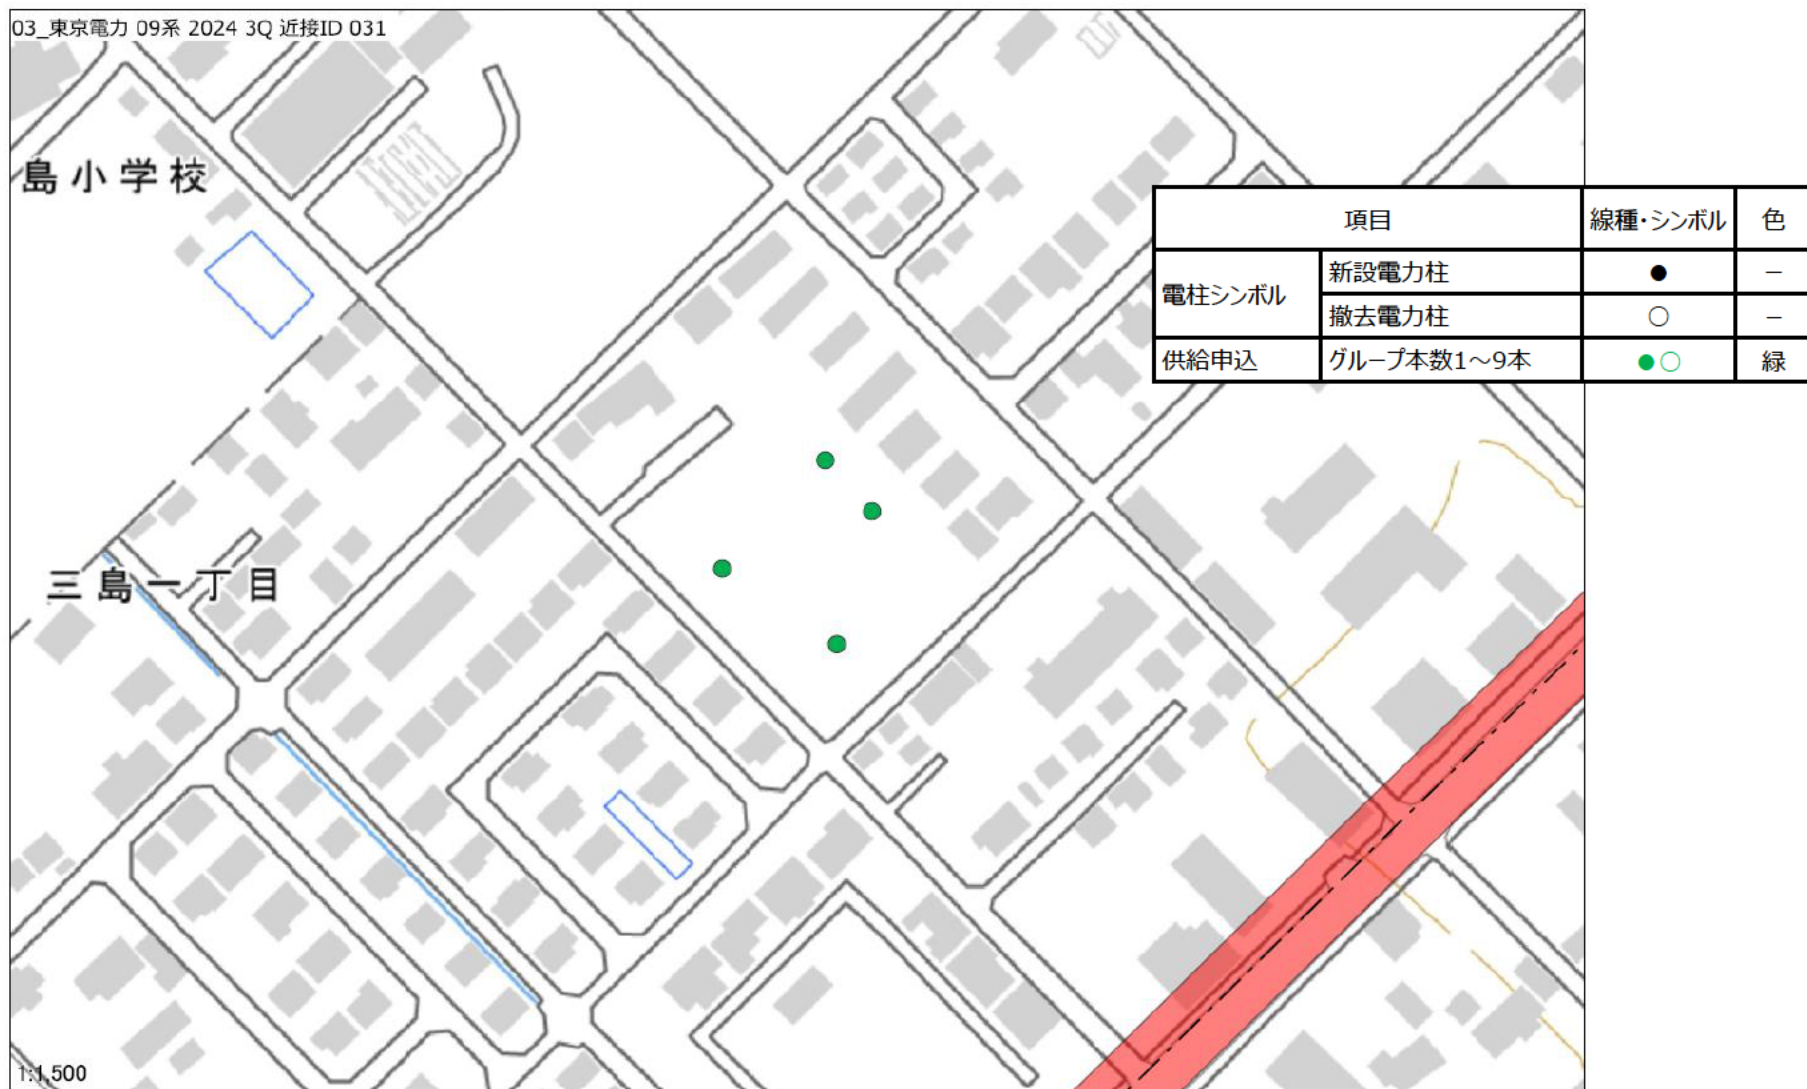 03_東京電力 09系 2024 3Q 近接ID 031
島小学校
項目 線種・シンボル 色
電柱シンボル 新設電力柱 ● －
撤去電力柱 ○ －
供給申込 グループ本数1～9本 ●○ 緑
三島一丁目
1:1,500